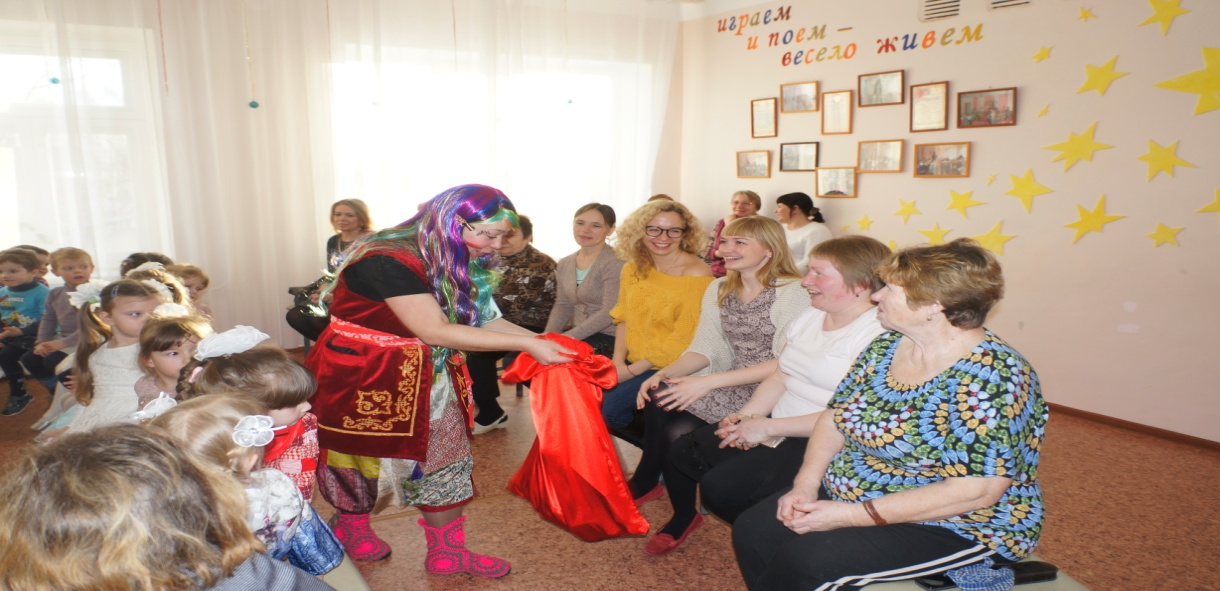 играем
и поем –
весело живем